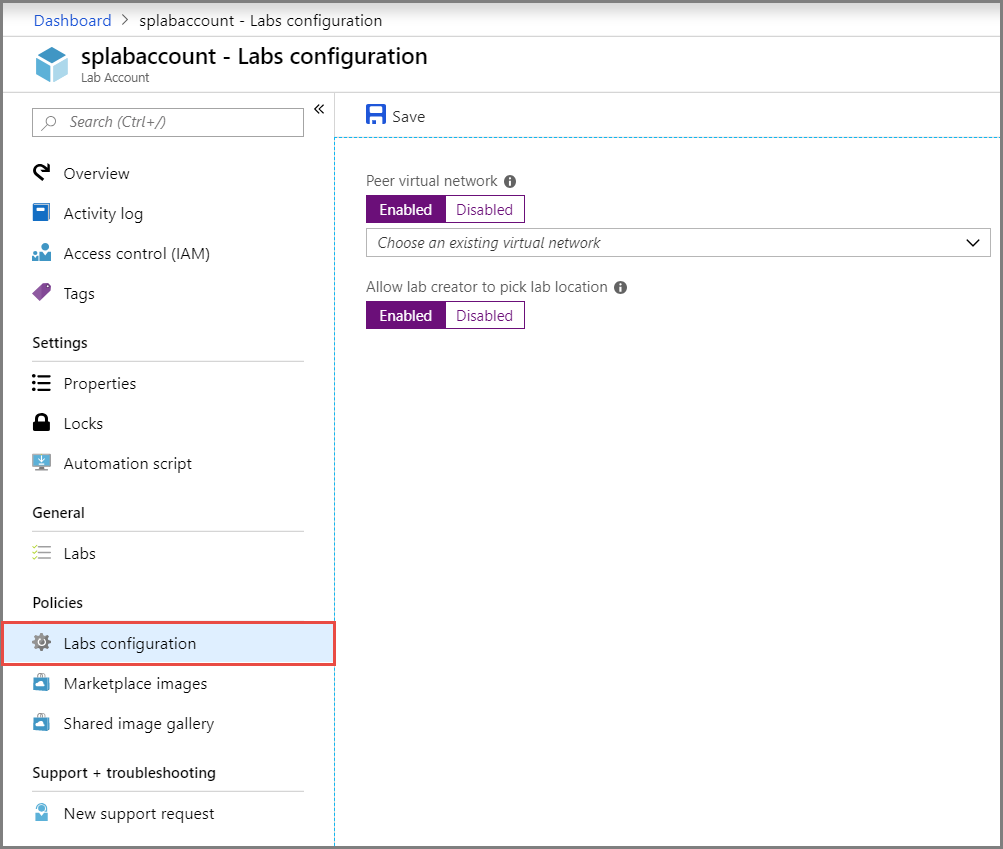 Dashboard > splabaccount - Labs configuration
splabaccount - Labs configuration
Lab Account
Search (Ctrl+/)
«
Overview
Activity log
Access control (IAM)
Tags
Settings
Properties
Locks
Automation script
General
Labs
Policies
Labs configuration
Marketplace images
Shared image gallery
Support + troubleshooting
New support request
Save
Peer virtual network
Enabled Disabled
Choose an existing virtual network
Allow lab creator to pick lab location
Enabled Disabled